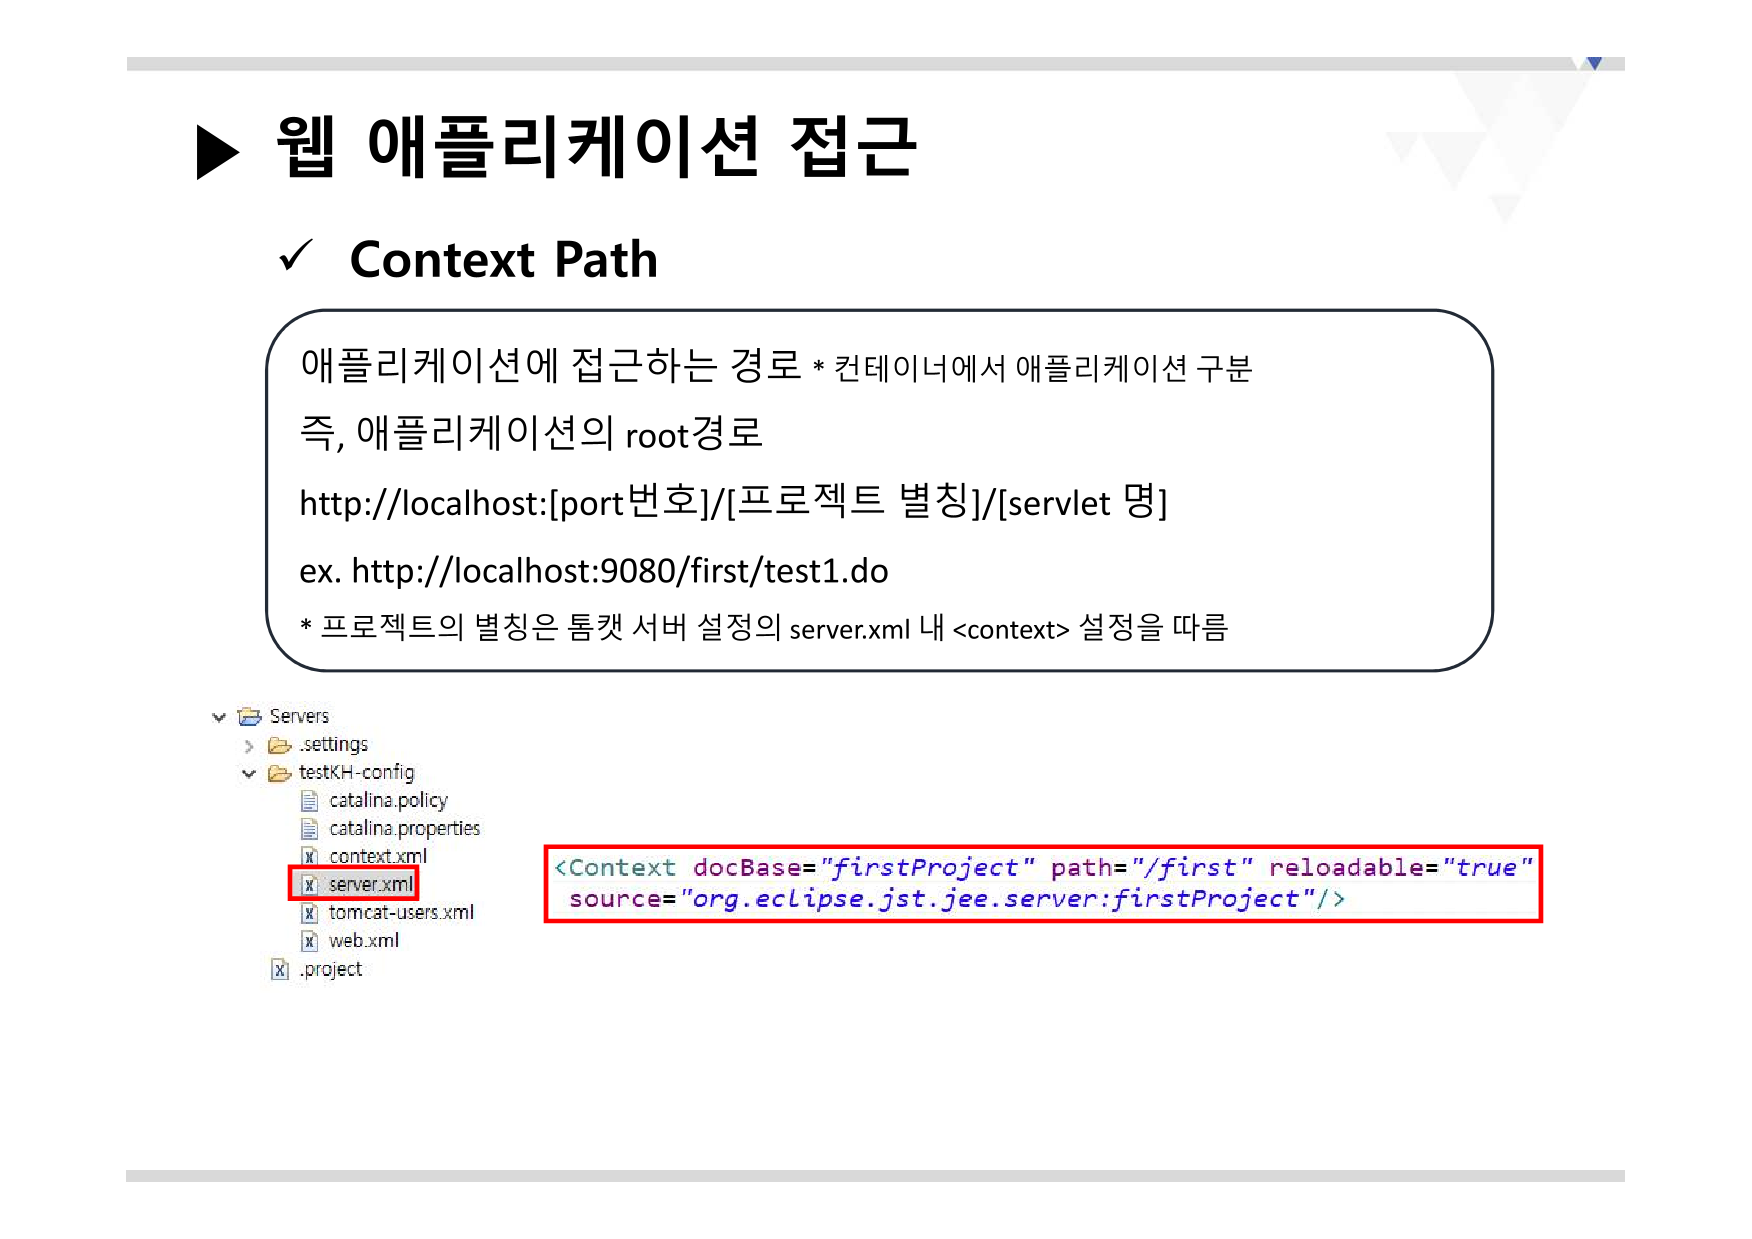 웹 애플리케이션 접근
Context Path
애플리케이션에 접근하는 경로 * 컨테이너에서 애플리케이션 구분
즉, 애플리케이션의 root경로
http://localhost:[port번호]/[프로젝트 별칭]/[servlet 명]
ex. http://localhost:9080/first/test1.do
* 프로젝트의 별칭은 톰캣 서버 설정의 server.xml 내 <context> 설정을 따름
Servers
.settings
testKH-config
catalina.policy
catalina.properties
context.xml
server.xml
tomcat-users.xml
web.xml
.project
<Context docBase="firstProject" path="/first" reloadable="true"
source="org.eclipse.jst.jee.server:firstProject"/>